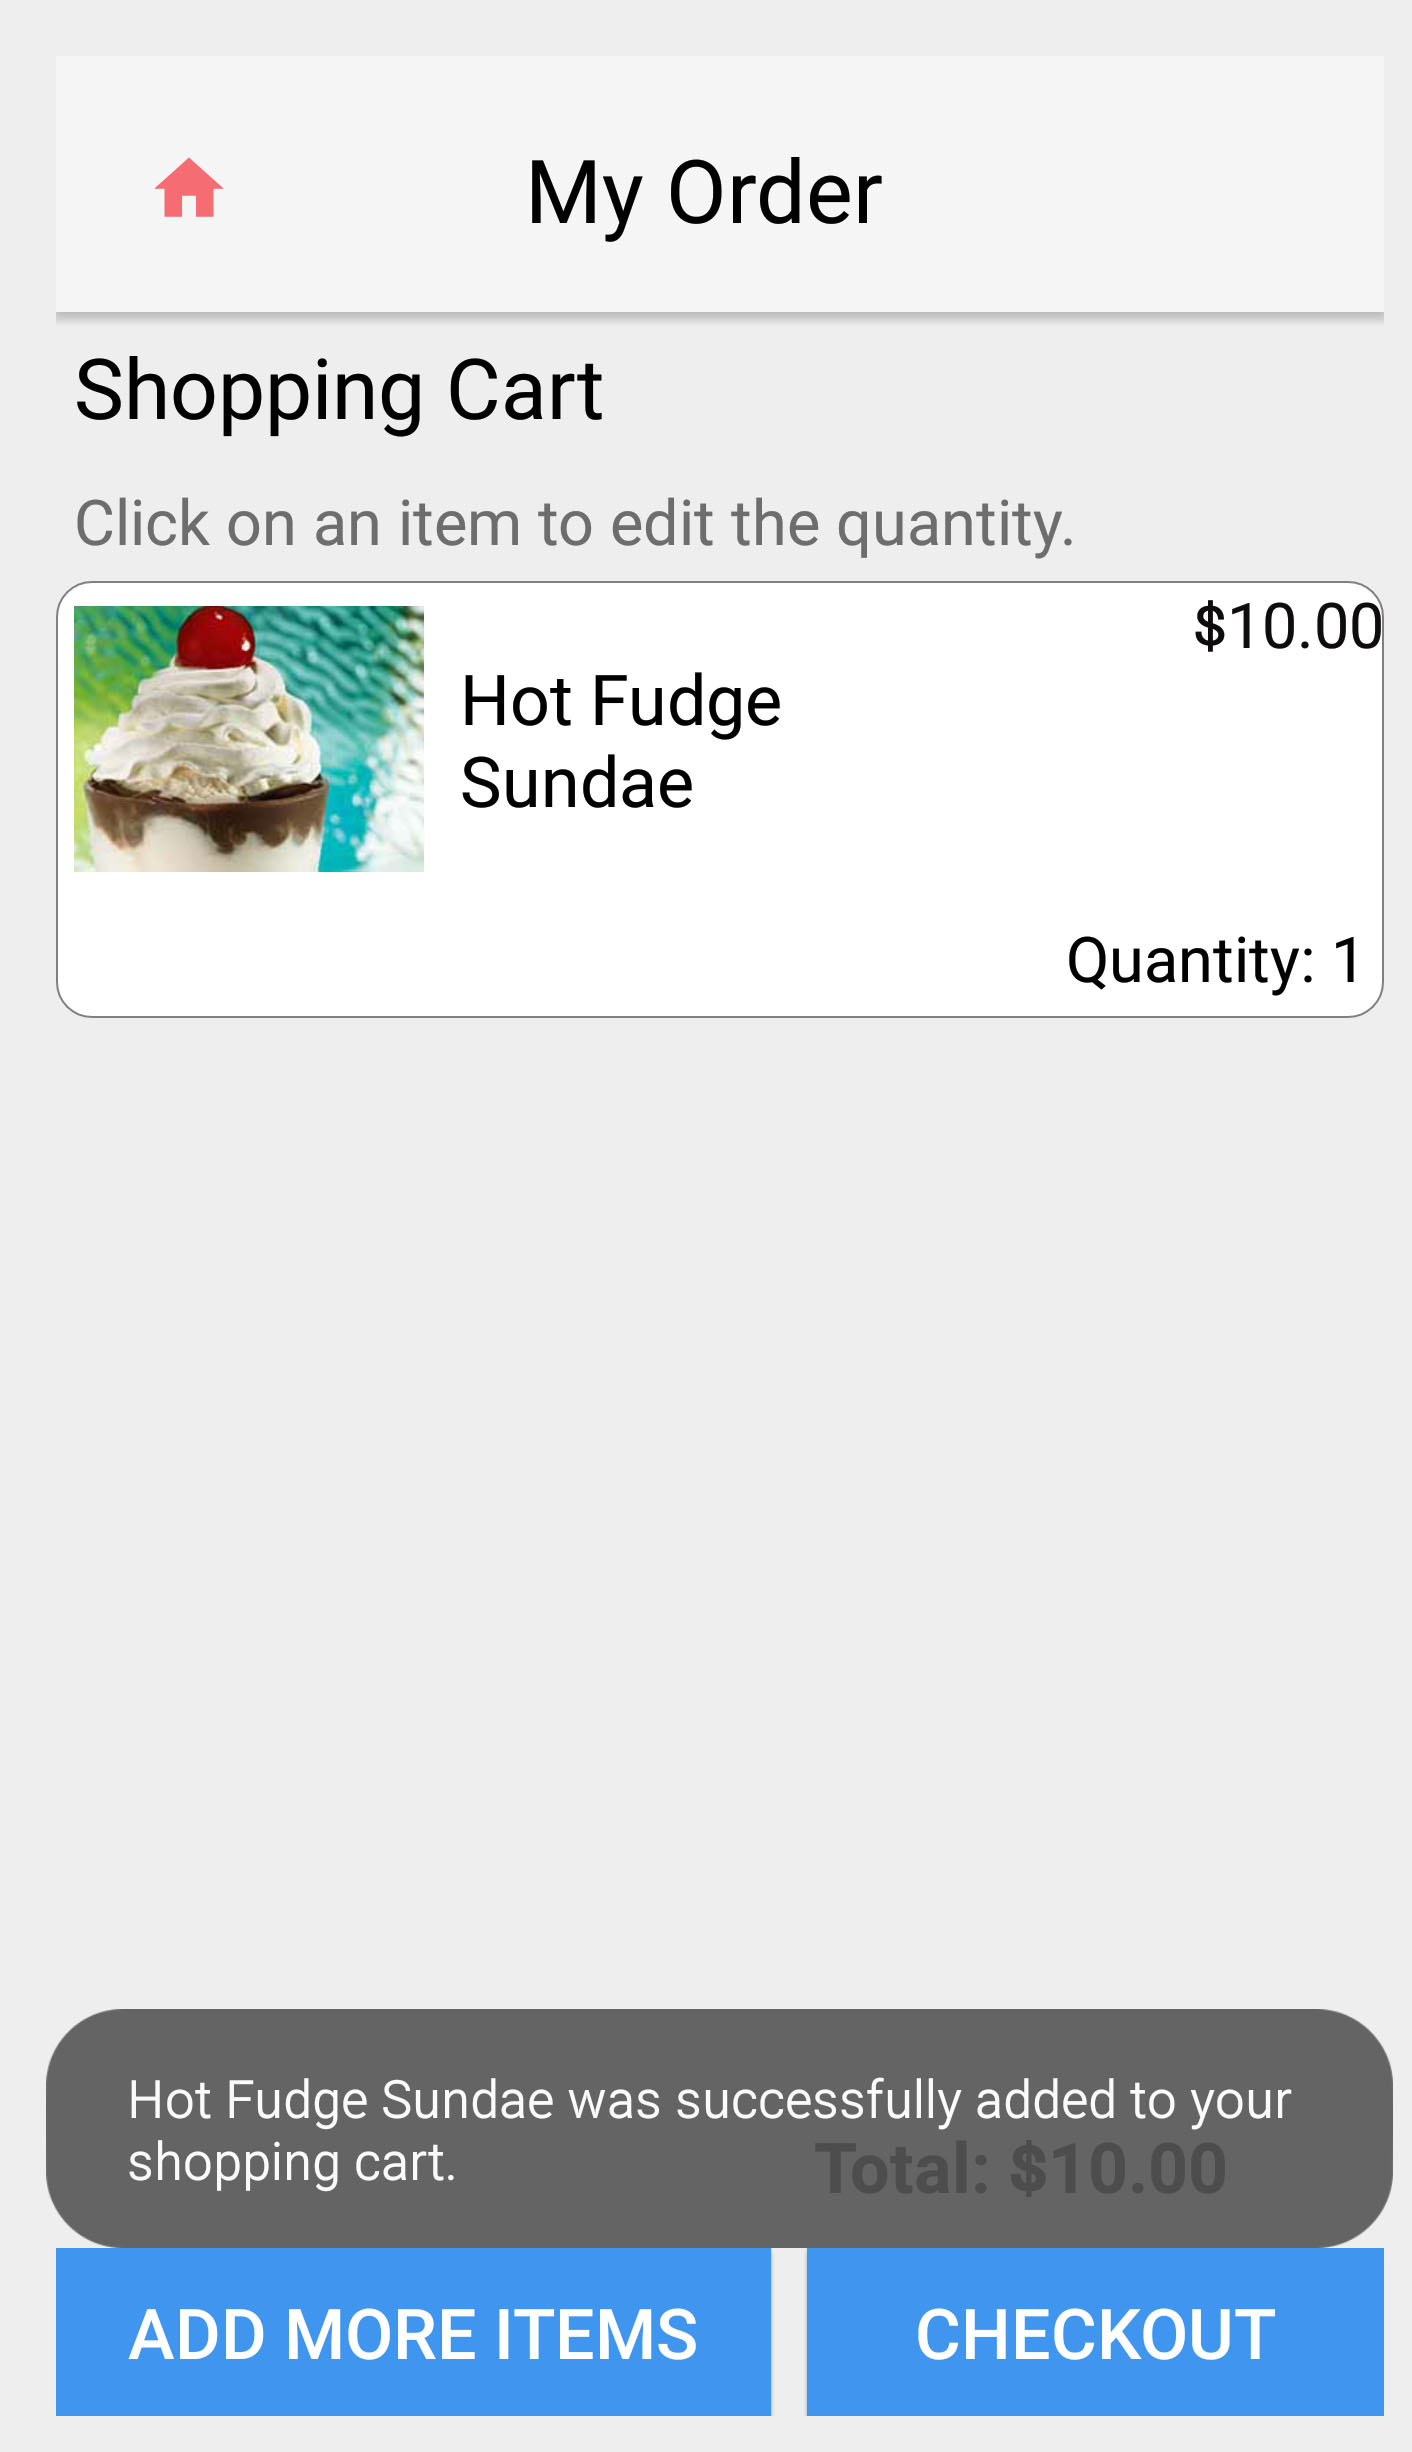 My Order
Shopping Cart
Click on an item to edit the quantity.
$10.00
Hot Fudge
Sundae
Quantity: 1
Hot Fudge Sundae was successfully added to your
shopping cart.
Total: $10.00
ADD MORE ITEMS
CHECKOUT